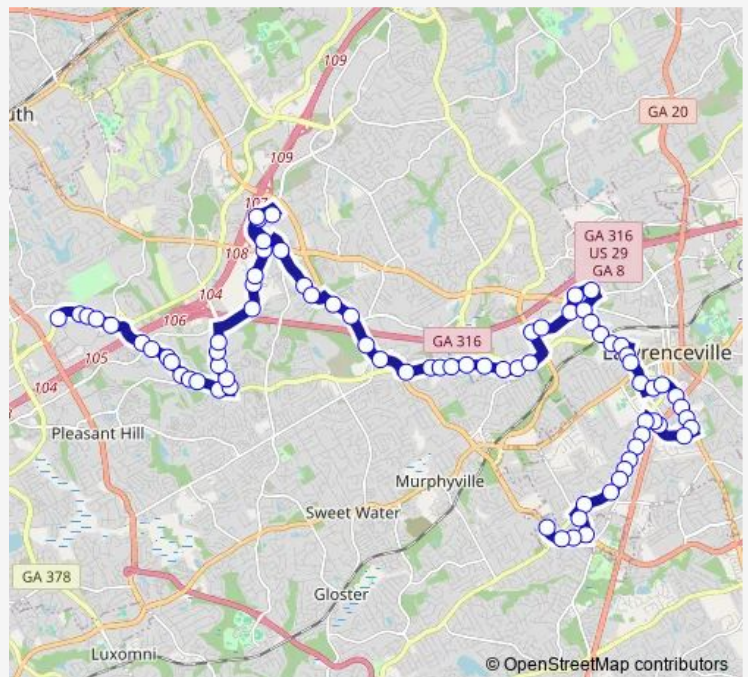 109
GA 20
uth
109
107
GA 316
US 29
GA 8
108
104
106
GA 316
105
Lawrenceville
104
Pleasant Hill
Murphyville
Sweet Water
GA 378
Gloster
Luxomni
© OpenStreetMap contributors